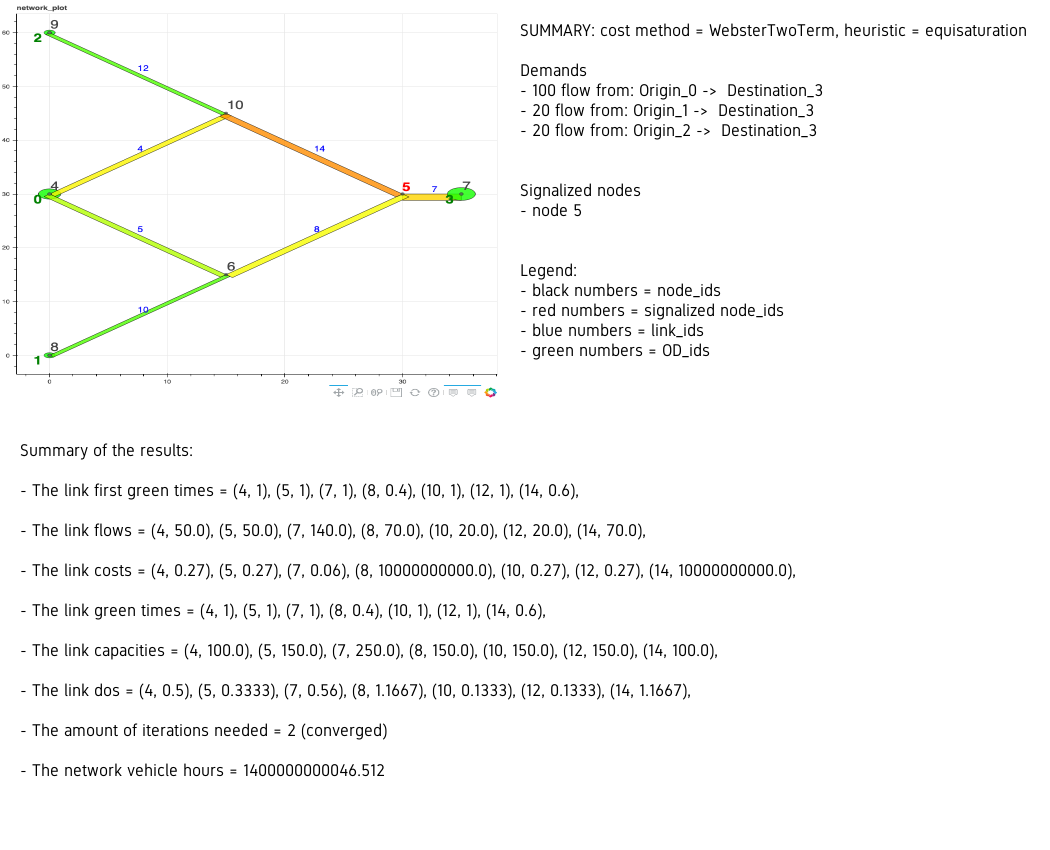 network_plot
SUMMARY: cost method = WebsterTwoTerm, heuristic = equisaturation
Demands
- 100 flow from: Origin_0 -> Destination_3
- 20 flow from: Origin_1 -> Destination_3
- 20 flow from: Origin_2 -> Destination_3
Signalized nodes
- node 5
Legend:
- black numbers = node_ids
- red numbers = signalized node_ids
- blue numbers = link_ids
- green numbers = OD_ids
60
50
40
30
20
10
0
0
10
20
30
9
2
12
10
4
14
4
0
5
7
7
3
5
8
6
10
8
1
Summary of the results:
- The link first green times = (4, 1), (5, 1), (7, 1), (8, 0.4), (10, 1), (12, 1), (14, 0.6),
- The link flows = (4, 50.0), (5, 50.0), (7, 140.0), (8, 70.0), (10, 20.0), (12, 20.0), (14, 70.0),
- The link costs = (4, 0.27), (5, 0.27), (7, 0.06), (8, 10000000000.0), (10, 0.27), (12, 0.27), (14, 10000000000.0),
- The link green times = (4, 1), (5, 1), (7, 1), (8, 0.4), (10, 1), (12, 1), (14, 0.6),
- The link capacities = (4, 100.0), (5, 150.0), (7, 250.0), (8, 150.0), (10, 150.0), (12, 150.0), (14, 100.0),
- The link dos = (4, 0.5), (5, 0.3333), (7, 0.56), (8, 1.1667), (10, 0.1333), (12, 0.1333), (14, 1.1667),
- The amount of iterations needed = 2 (converged)
- The network vehicle hours = 1400000000046.512